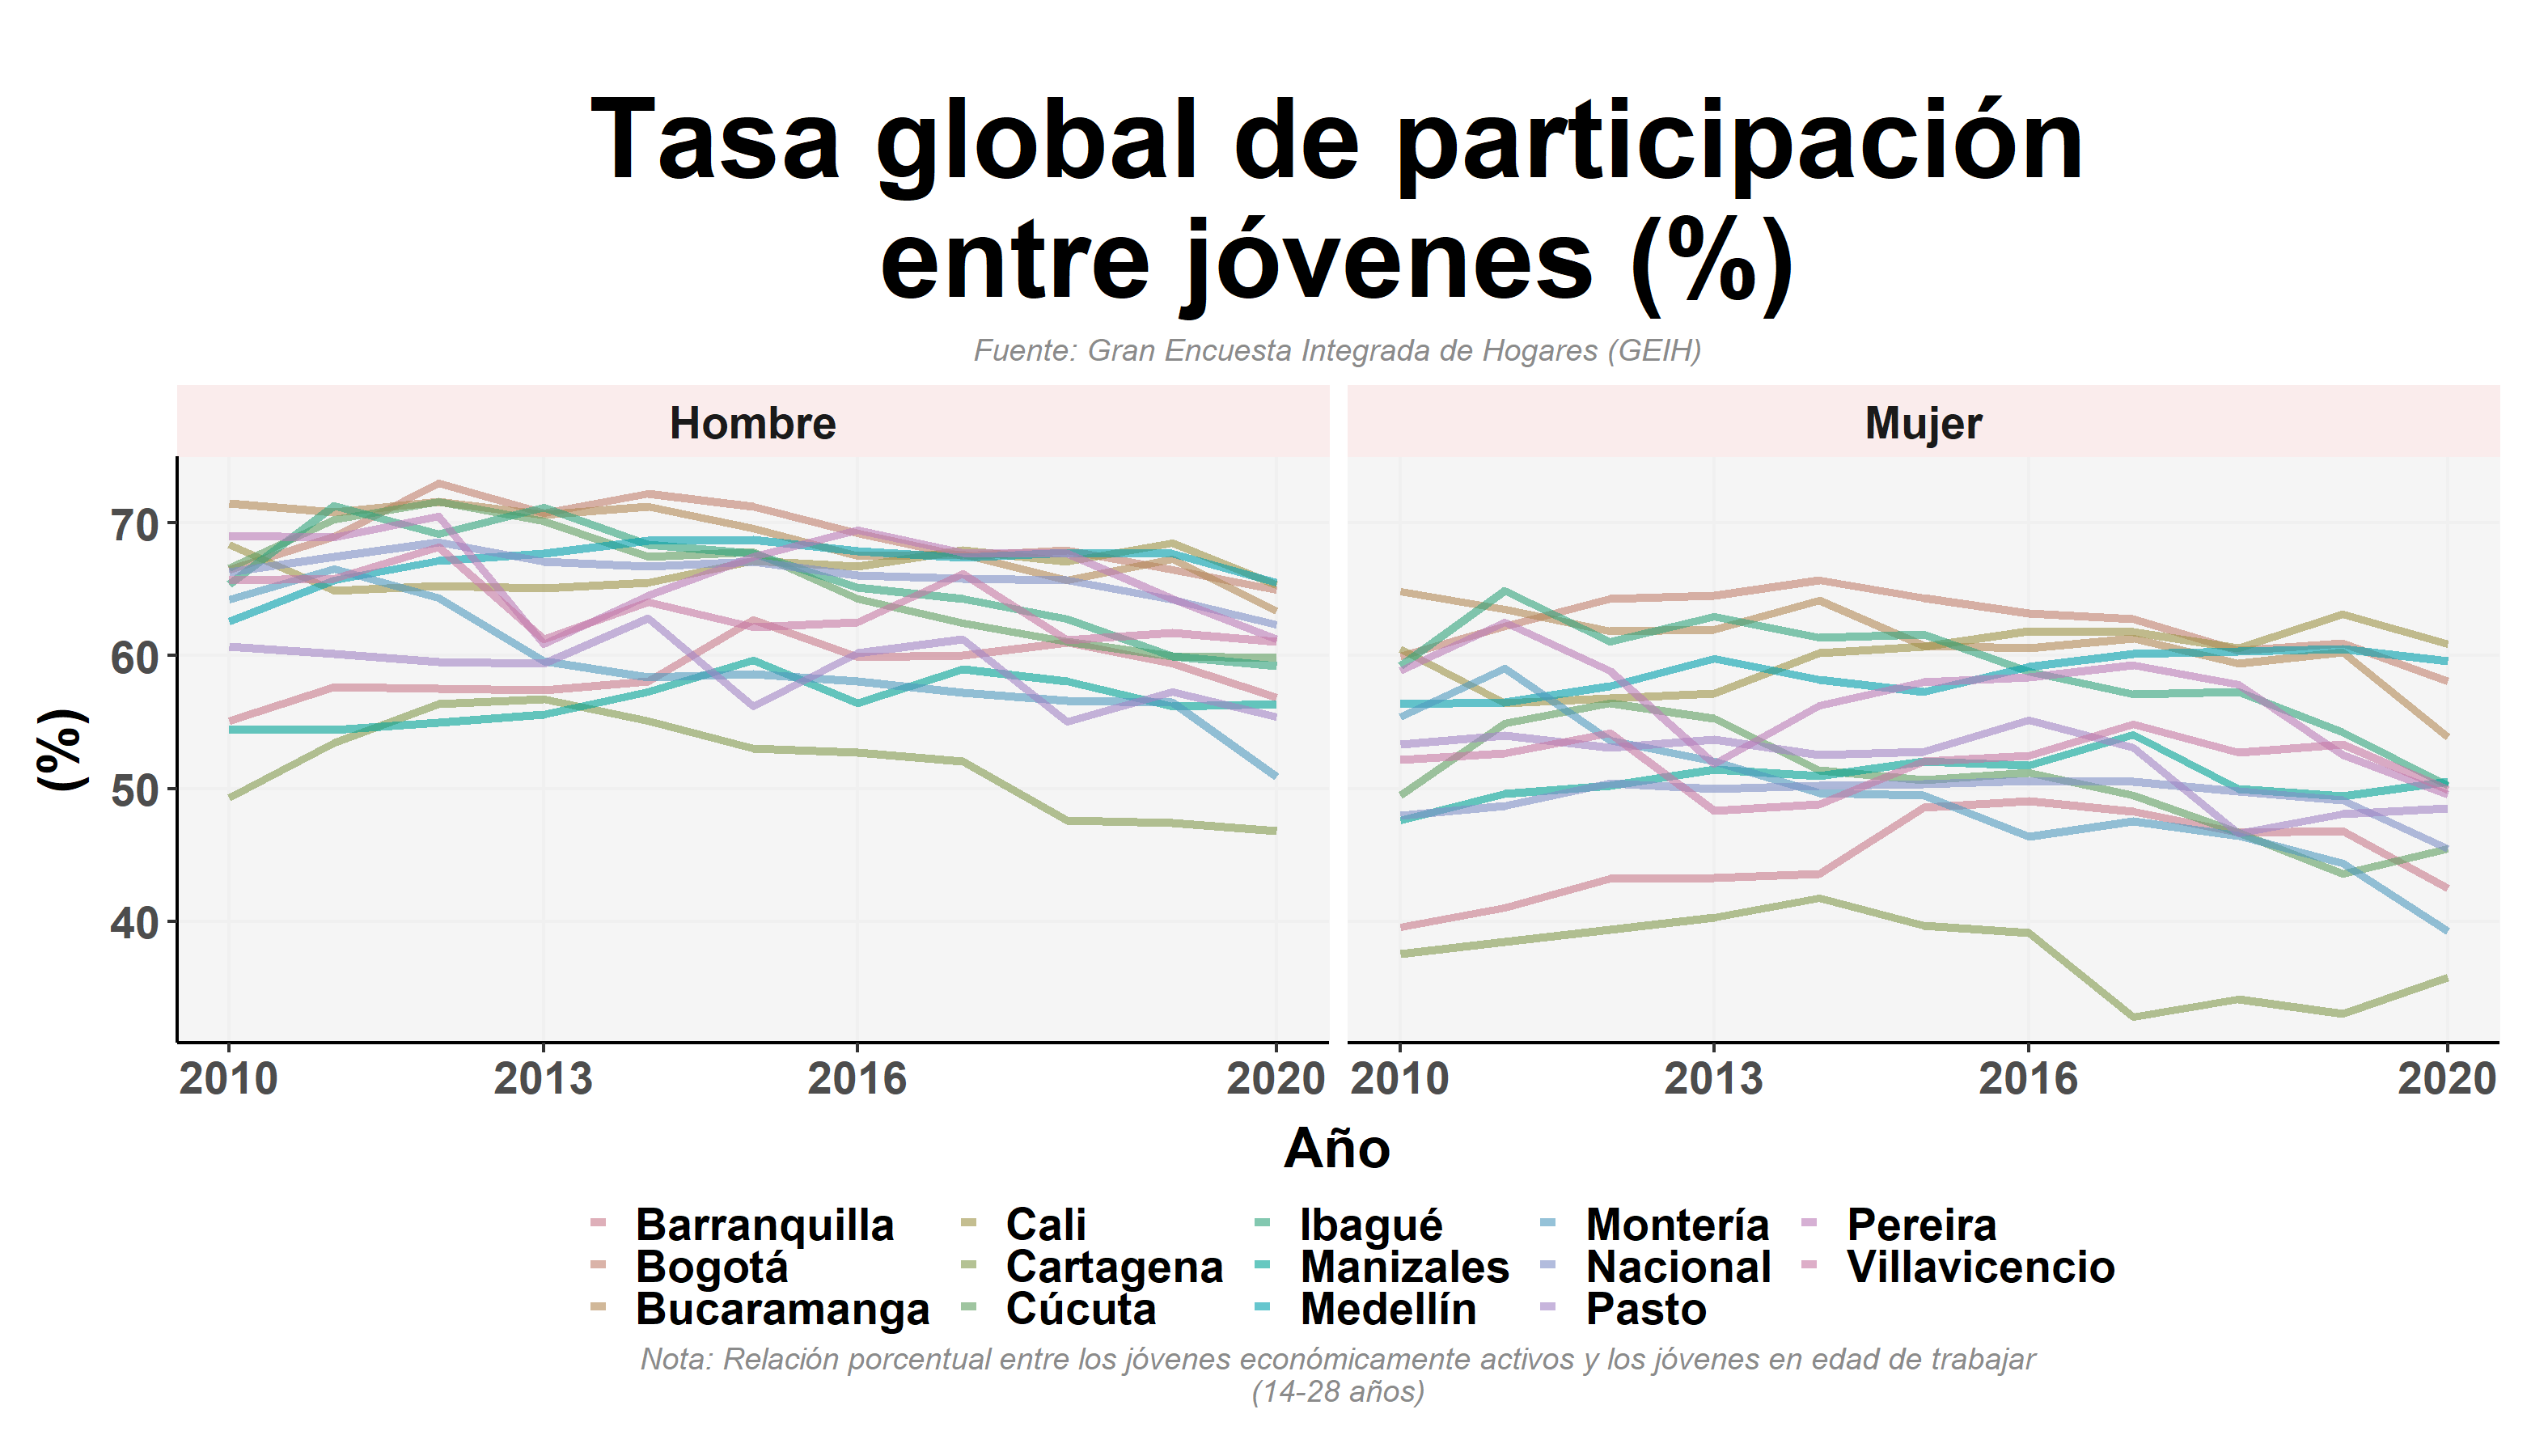 Tasa global de participación
entre jóvenes (%)
Fuente: Gran Encuesta Integrada de Hogares (GEIH)
Hombre
Mujer
(%)
70
60
50
40
2010 2013 2016 2020
2010 2013 2016 2020
Año
Barranquilla Cali Ibagué Montería Pereira
Bogotá Cartagena Manizales Nacional Villavicencio
Bucaramanga Cúcuta Medellín Pasto
Nota: Relación porcentual entre los jóvenes económicamente activos y los jóvenes en edad de trabajar
(14-28 años)